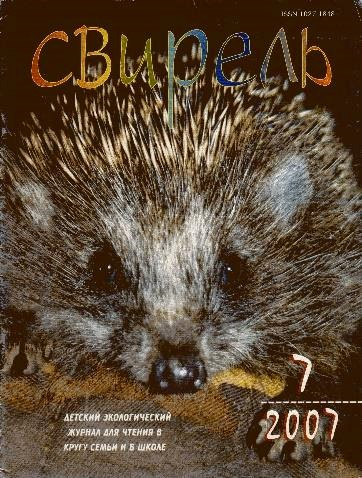 ISSN 1027-1848
СВИРЕЛЬ
7
2007
ДЕТСКИЙ ЭКОЛОГИЧЕСКИЙ
ЖУРНАЛ ДЛЯ ЧТЕНИЯ В
КРУГУ СЕМЬИ И В ШКОЛЕ